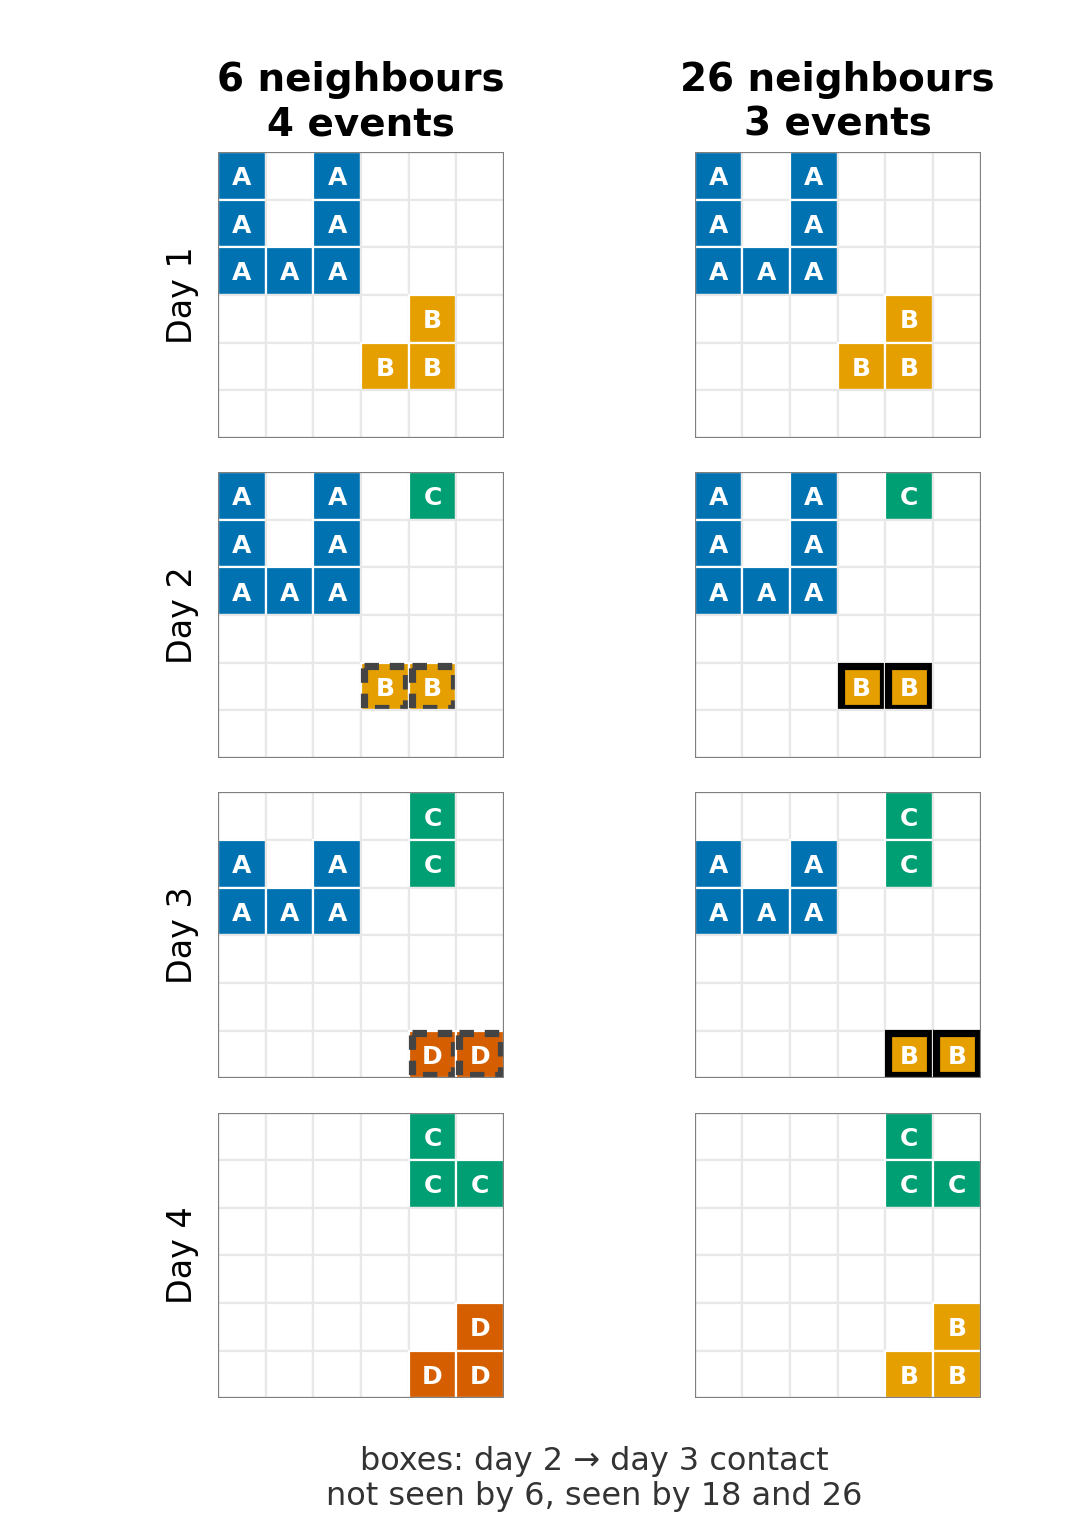 6 neighbours
4 events
26 neighbours
3 events
Day 1
A A
A A
A A A
B
B B
A A
A A
A A A
B
B B
Day 2
A A C
A A
A A A
B B
A A C
A A
A A A
B B
Day 3
C
A A C
A A A
D D
C
A A C
A A A
B B
Day 4
C
C C
D
D D
C
C C
B
B B
boxes: day 2 → day 3 contact
not seen by 6, seen by 18 and 26